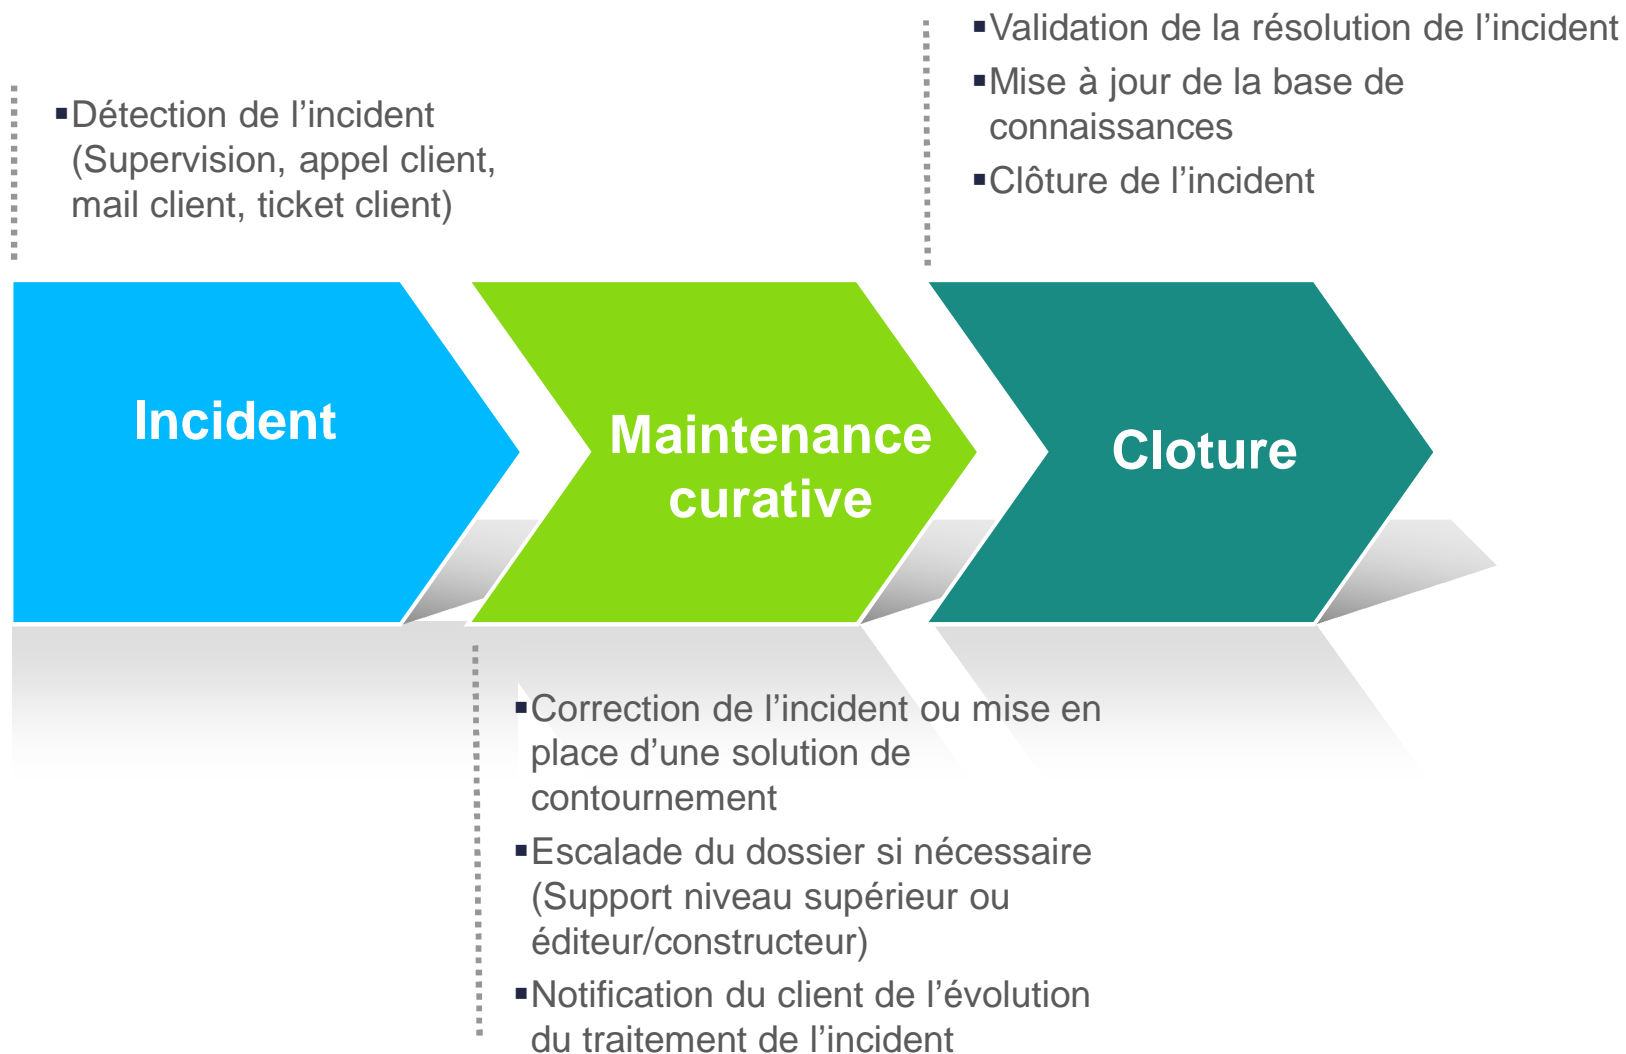 ▪Détection de l’incident
(Supervision, appel client,
mail client, ticket client)
▪Validation de la résolution de l’incident
▪Mise à jour de la base de
connaissances
▪Clôture de l’incident
Incident
Maintenance
curative
Cloture
▪Correction de l’incident ou mise en
place d’une solution de
contournement
▪Escalade du dossier si nécessaire
(Support niveau supérieur ou
éditeur/constructeur)
▪Notification du client de l’évolution
du traitement de l’incident